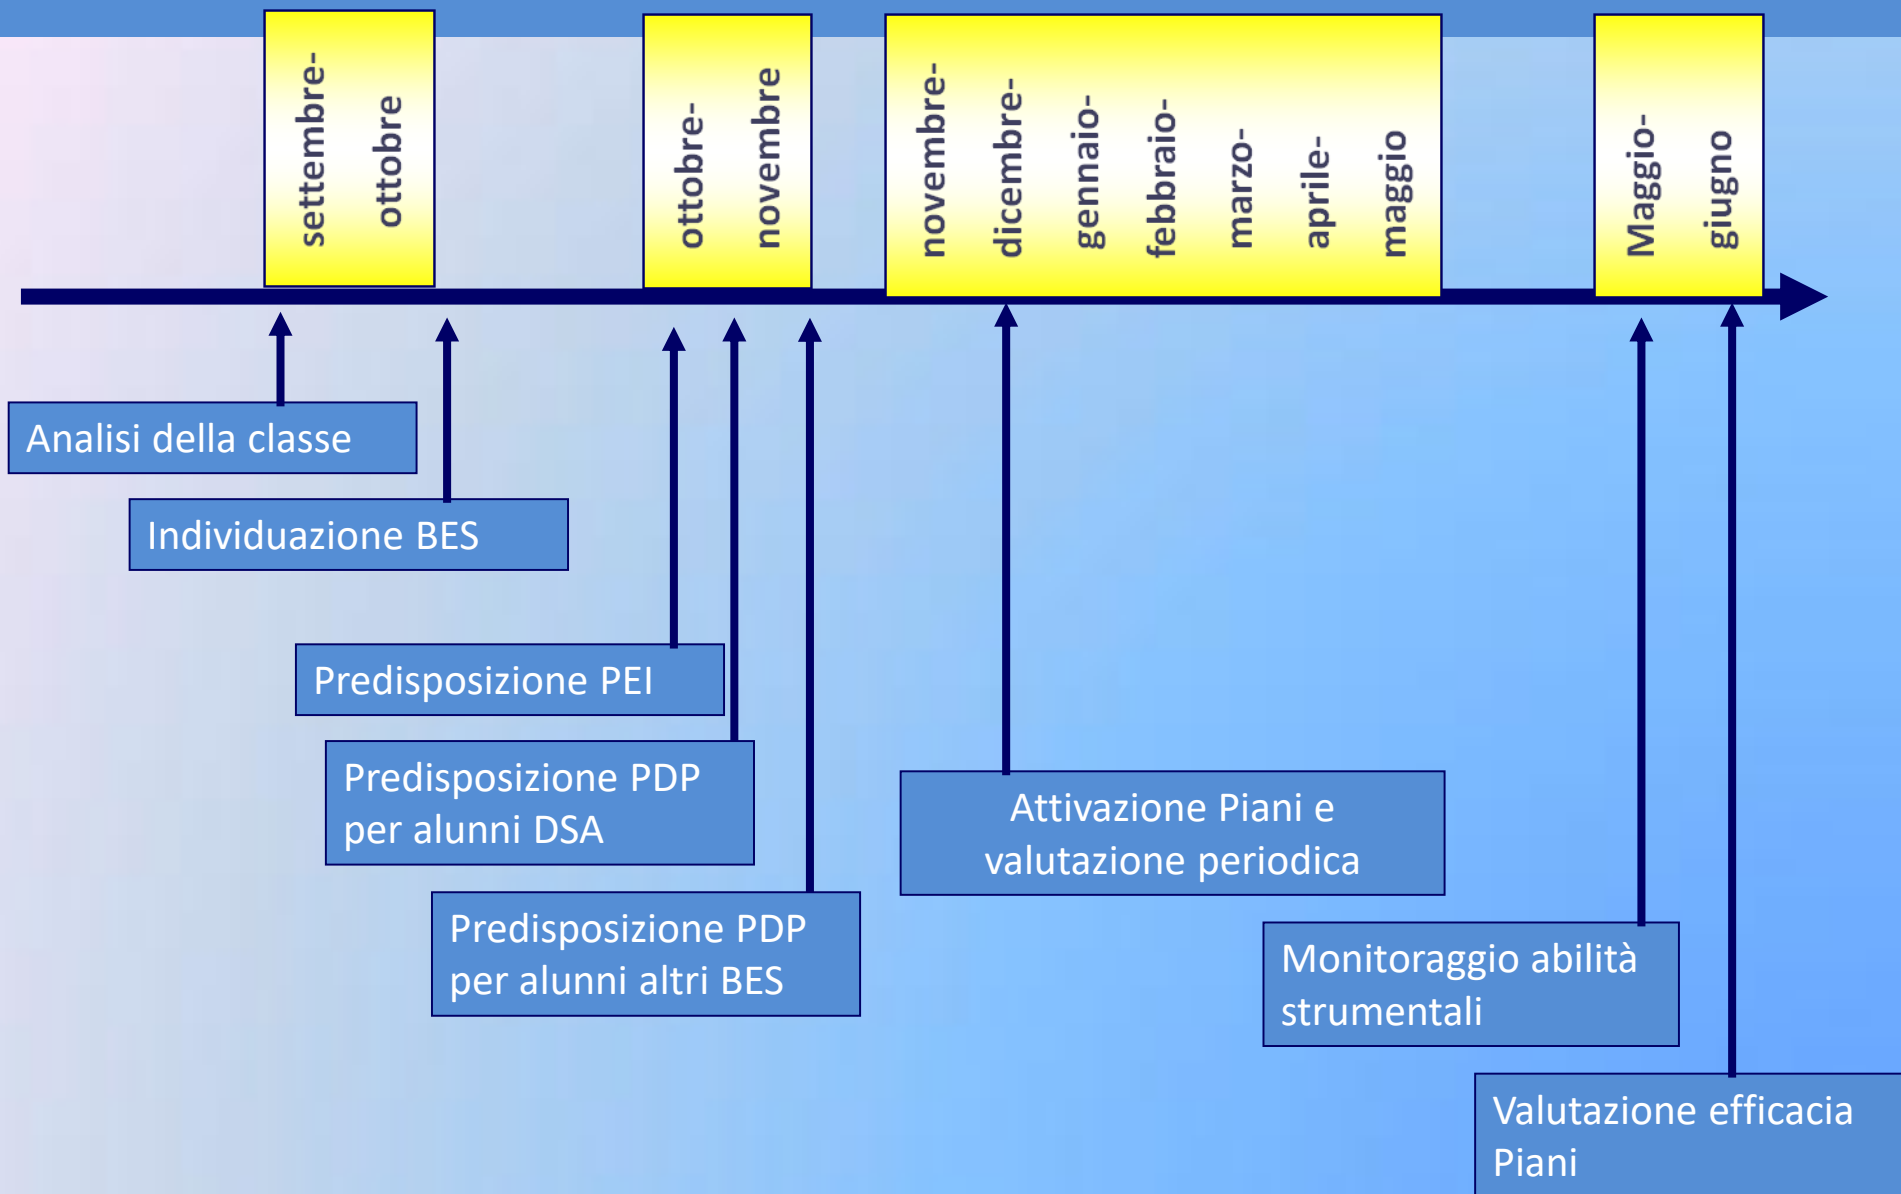 settembre-
ottobre
ottobre-
novembre
novembre-
dicembre-
gennaio-
febbraio-
marzo-
aprile-
maggio
Maggio-
giugno
Analisi della classe
Individuazione BES
Predisposizione PEI
Predisposizione PDP
per alunni DSA
Predisposizione PDP
per alunni altri BES
Attivazione Piani e
valutazione periodica
Monitoraggio abilità
strumentali
Valutazione efficacia
Piani